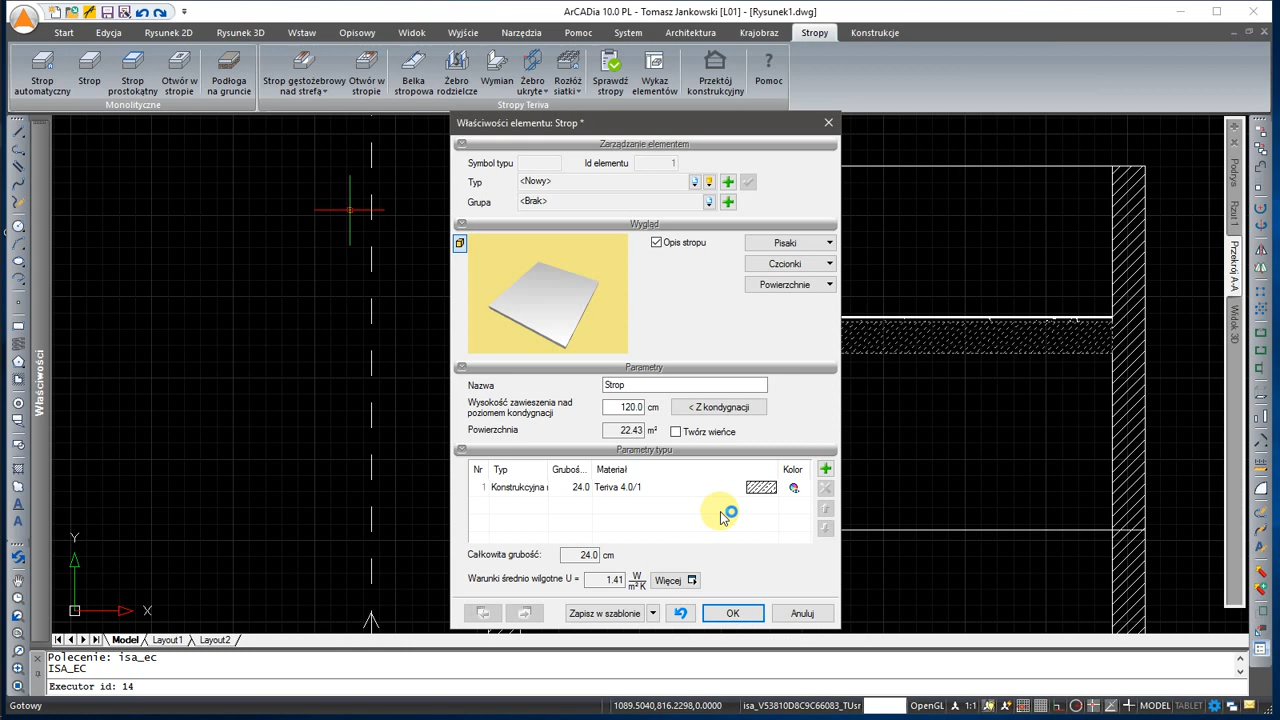 ArCADia 10.0 PL - Tomasz Jankowski [L01] - [Rysunek1.dwg]
Start Edycja Rysunek 2D Rysunek 3D Wstaw Opisowy Widok Wyjście Narzędzia Pomoc System Architektura Krajobraz Stropy Konstrukcje
Strop automatyczny
Strop
Strop prostokątny
Otwór w stropie
Podłoga na gruncie
Strop gęstożebrowy nad strefą
Otwór w stropie
Belka stropowa
Żebro rodzielcze
Wymian
Żebro ukryte
Rozłóż siatki
Sprawdź stropy
Wykaz elementów
Przektój konstrukcyjny
Pomoc
Monolityczne
Stropy Teriva
Właściwości elementu: Strop *
Zarządzanie elementem
Symbol typu Id elementu 1
Typ <Nowy>
Grupa <Brak>
Wygląd
Opis stropu Pisaki
Czcionki
Powierzchnie
Parametry
Nazwa Strop
Wysokość zawieszenia nad
poziomem kondygnacji 120.0 cm < Z kondygnacji
Powierzchnia 22.43 m² Twórz wieńce
Parametry typu
Nr Typ Gruboś... Materiał Kolor
1 Konstrukcyjna 24.0 Teriva 4.0/1
Całkowita grubość: 24.0 cm
Warunki średnio wilgotne U = 1.41 W/m²K Więcej
Zapisz w szablonie OK Anuluj
Właściwości
Podrys
Rzut 1
Przekrój A-A
Widok 3D
Y
X
Model Layout1 Layout2
Polecenie: isa_ec
ISA_EC
Executor id: 14
Gotowy 1089.5040,816.2298,0.0000 isa_V53810D8C9C66083_TUsr OpenGL 1:1 MODEL TABLET